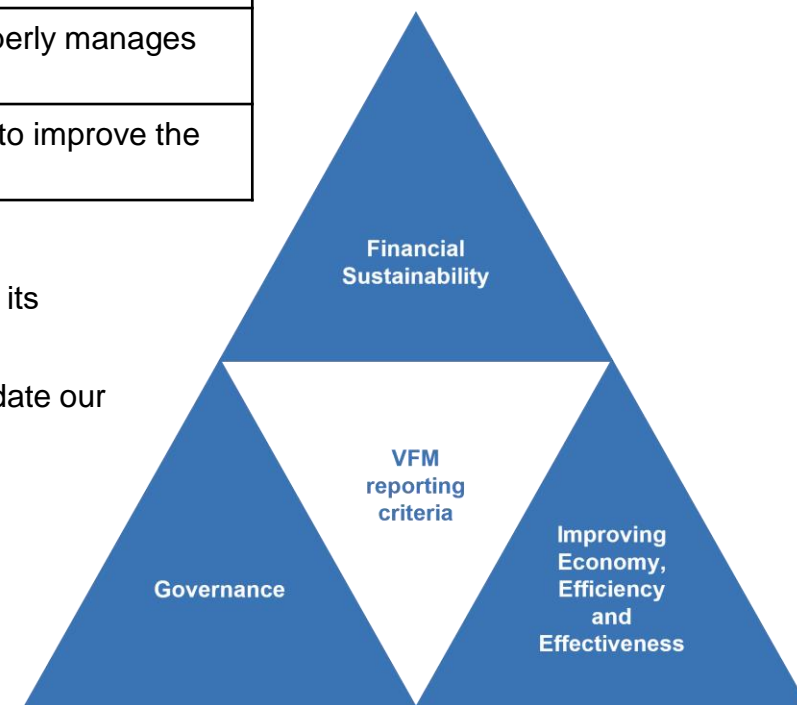 perly manages
to improve the
its
date our
Financial
Sustainability
VFM
reporting
criteria
Governance
Improving
Economy,
Efficiency
and
Effectiveness